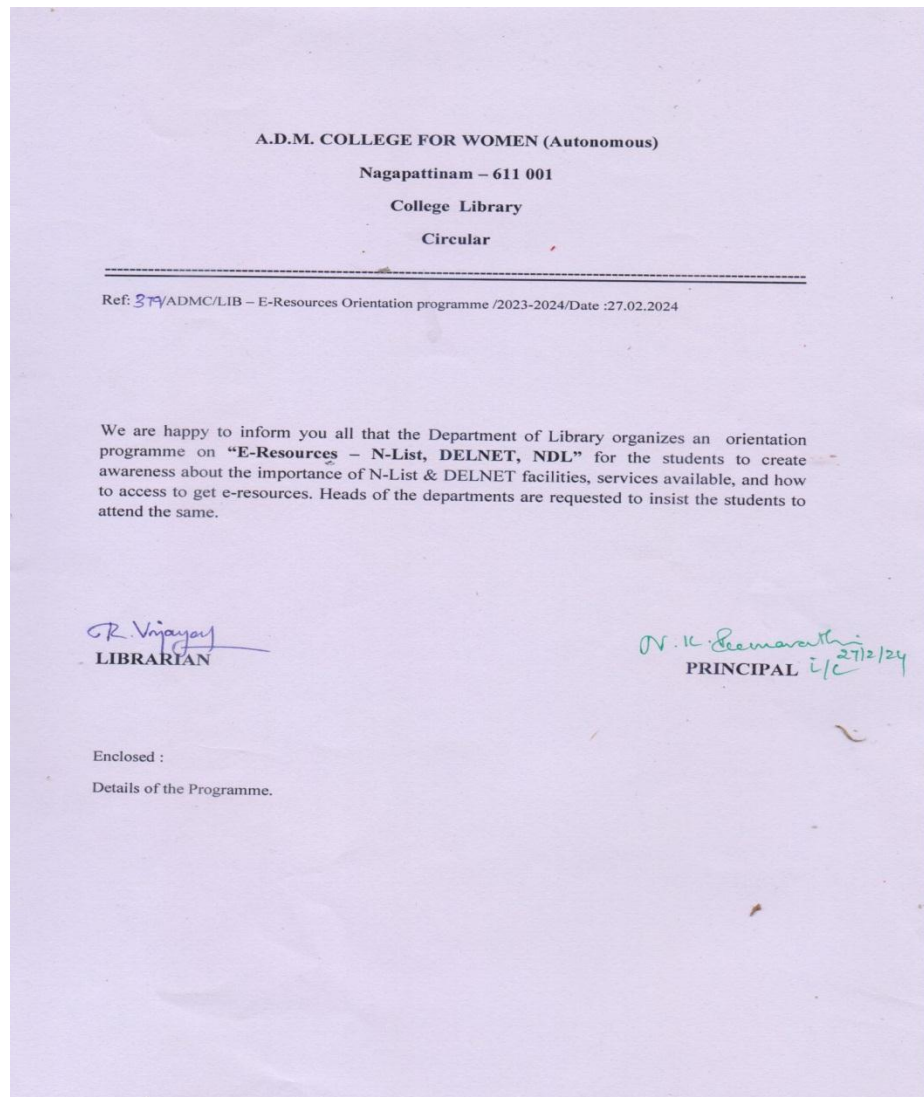 A.D.M. COLLEGE FOR WOMEN (Autonomous)
Nagapattinam – 611 001
College Library
Circular
Ref: 379/ADMC/LIB – E-Resources Orientation programme /2023-2024/Date :27.02.2024
We are happy to inform you all that the Department of Library organizes an orientation
programme on “E-Resources – N-List, DELNET, NDL” for the students to create
awareness about the importance of N-List & DELNET facilities, services available, and how
to access to get e-resources. Heads of the departments are requested to insist the students to
attend the same.
R. Vijaya
LIBRARIAN
N. K.
27/2/24
PRINCIPAL i/c
Enclosed :
Details of the Programme.